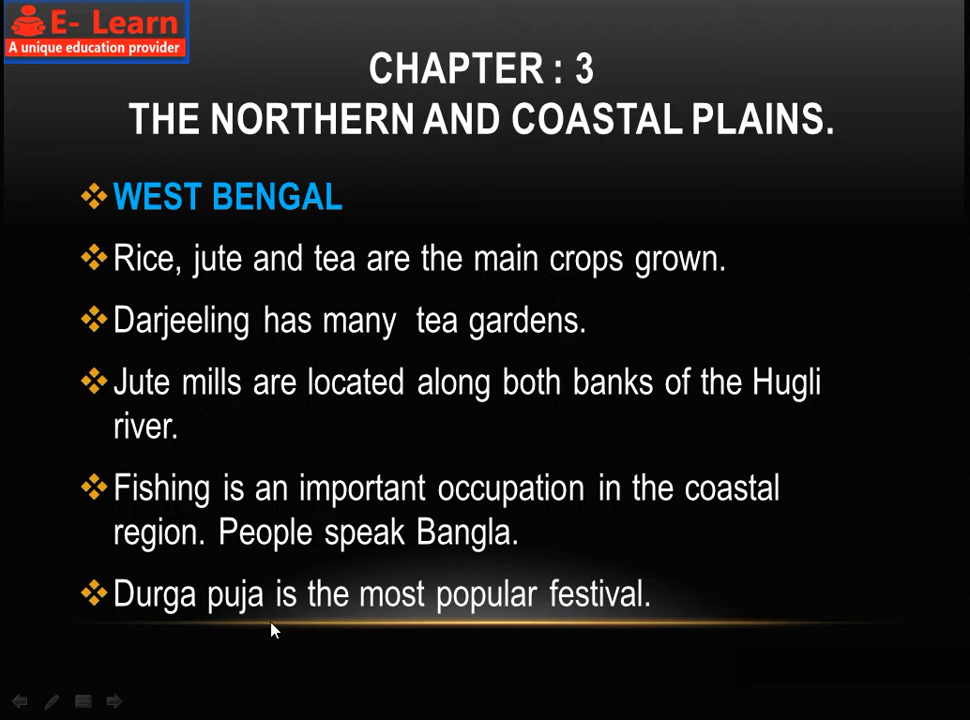 E- Learn
A unique education provider
CHAPTER : 3
THE NORTHERN AND COASTAL PLAINS.
WEST BENGAL
Rice, jute and tea are the main crops grown.
Darjeeling has many tea gardens.
Jute mills are located along both banks of the Hugli
river.
Fishing is an important occupation in the coastal
region. People speak Bangla.
Durga puja is the most popular festival.